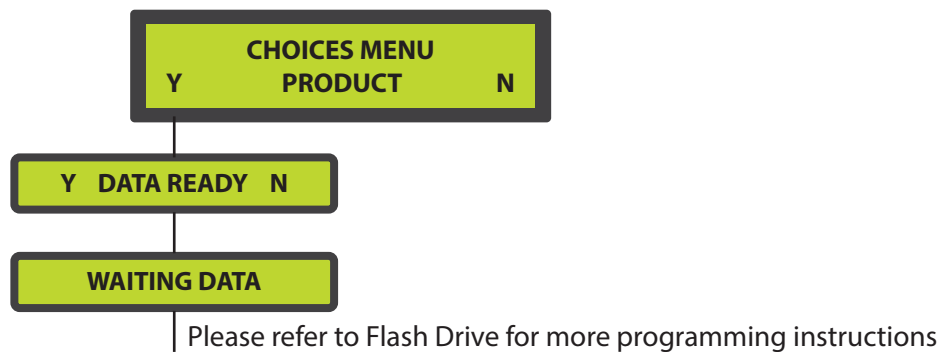 CHOICES MENU
Y PRODUCT N
Y DATA READY N
WAITING DATA
Please refer to Flash Drive for more programming instructions